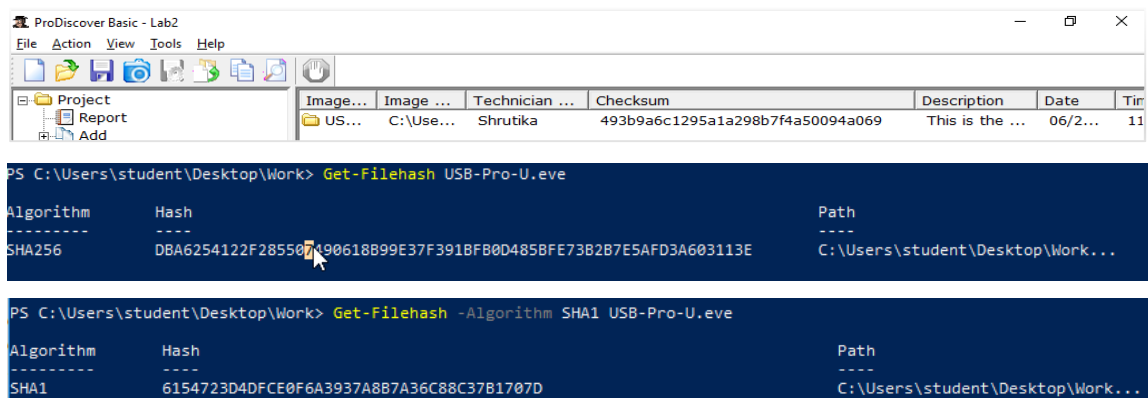 ProDiscover Basic - Lab2
File Action View Tools Help
Project
Report
Add
Image... Image ... Technician ... Checksum Description Date Tim
US... C:\Use... Shrutika 493b9a6c1295a1a298b7f4a50094a069 This is the ... 06/2... 11
PS C:\Users\student\Desktop\Work> Get-Filehash USB-Pro-U.eve
Algorithm Hash Path
--------- ---- ----
SHA256 DBA6254122F285507490618B99E37F391BFB0D485BFE73B2B7E5AFD3A603113E C:\Users\student\Desktop\Work...
PS C:\Users\student\Desktop\Work> Get-Filehash -Algorithm SHA1 USB-Pro-U.eve
Algorithm Hash Path
--------- ---- ----
SHA1 6154723D4DFCE0F6A3937A8B7A36C88C37B1707D C:\Users\student\Desktop\Work...